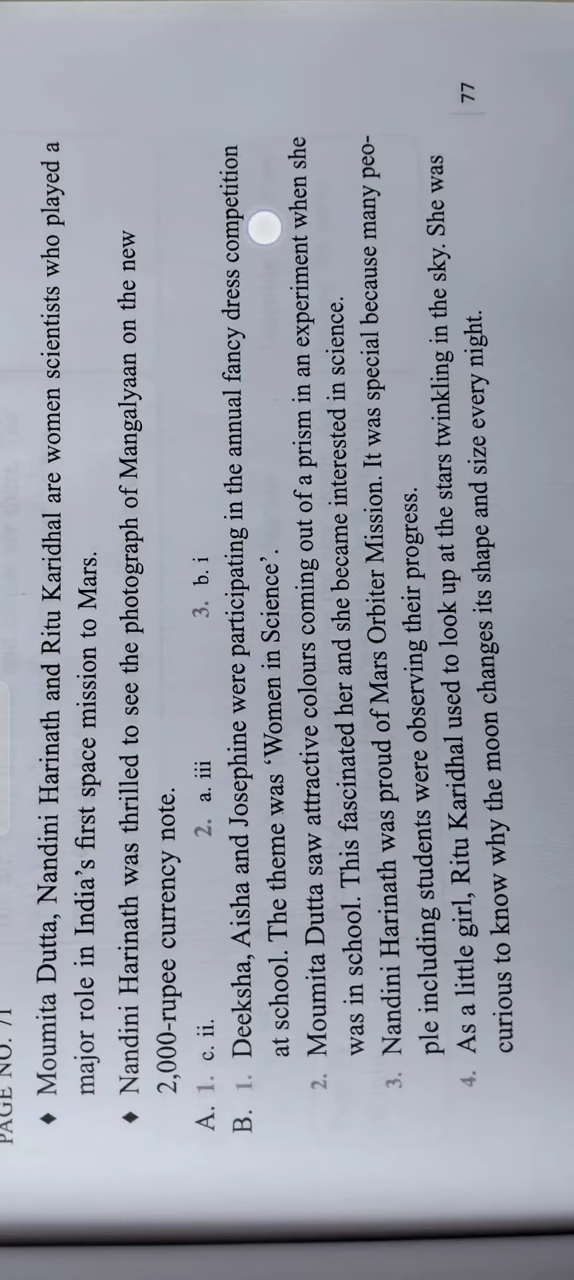 PAGE NO. 71
♦ Moumita Dutta, Nandini Harinath and Ritu Karidhal are women scientists who played a
major role in India's first space mission to Mars.
♦ Nandini Harinath was thrilled to see the photograph of Mangalyaan on the new
2,000-rupee currency note.
A. 1. c. ii. 2. a. iii 3. b. i
B. 1. Deeksha, Aisha and Josephine were participating in the annual fancy dress competition
at school. The theme was ‘Women in Science’.
2. Moumita Dutta saw attractive colours coming out of a prism in an experiment when she
was in school. This fascinated her and she became interested in science.
3. Nandini Harinath was proud of Mars Orbiter Mission. It was special because many peo-
ple including students were observing their progress.
4. As a little girl, Ritu Karidhal used to look up at the stars twinkling in the sky. She was
curious to know why the moon changes its shape and size every night.
77